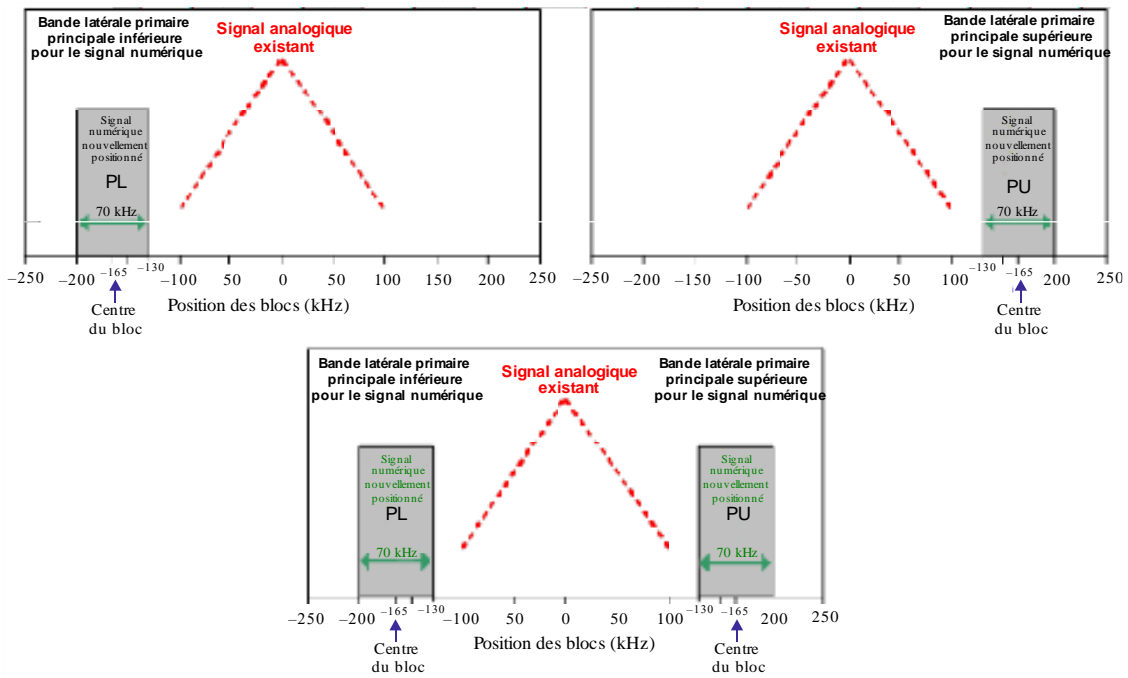 Bande latérale primaire
principale inférieure
pour le signal numérique
Signal analogique
existant
Signal
numérique
nouvellement
positionné
PL
70 kHz
−250 −200 −165 −130 −100 50 0 50 100 150 200 250
Position des blocs (kHz)
Centre
du bloc
Signal analogique
existant
Bande latérale primaire
principale supérieure
pour le signal numérique
Signal
numérique
nouvellement
positionné
PU
70 kHz
−250 −200 −150 −100 50 0 50 100 −130 −165 200 250
Position des blocs (kHz)
Centre
du bloc
Bande latérale primaire
principale inférieure
pour le signal numérique
Signal analogique
existant
Bande latérale primaire
principale supérieure
pour le signal numérique
Signal
numérique
nouvellement
positionné
PL
70 kHz
Signal
numérique
nouvellement
positionné
PU
70 kHz
−250 −200 −165 −130 −100 50 0 50 100 −130 −165 200 250
Position des blocs (kHz)
Centre
du bloc
Centre
du bloc